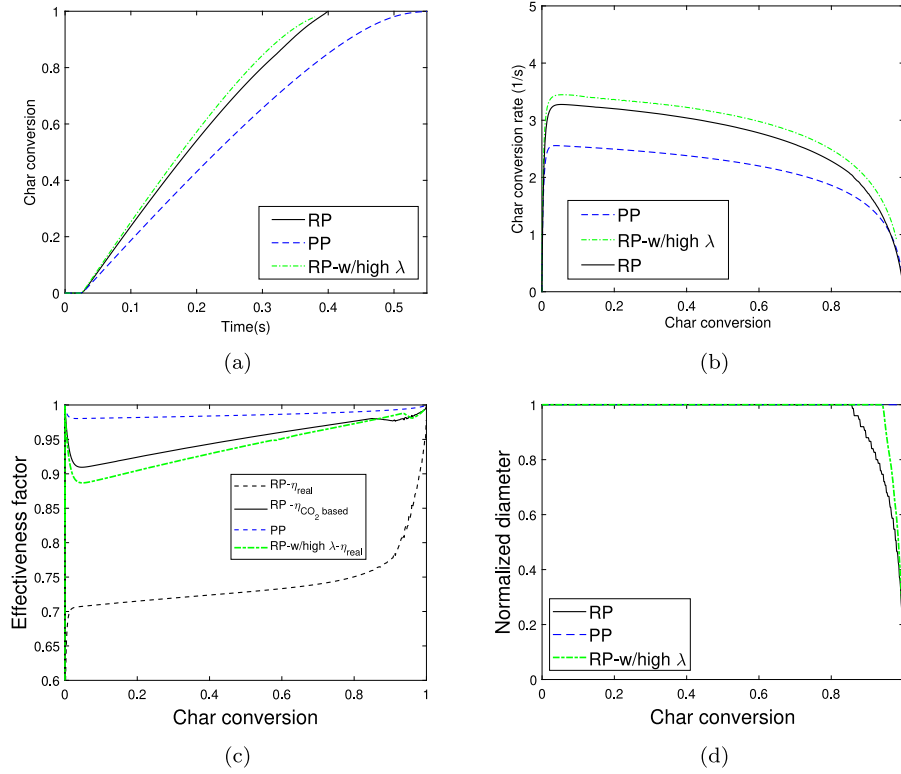 1
0.8
0.6
0.4
0.2
0
Char conversion
0 0.1 0.2 0.3 0.4 0.5
Time(s)
RP
PP
RP-w/high λ
(a)
5
4
3
2
1
0
Char conversion rate (1/s)
0 0.2 0.4 0.6 0.8
Char conversion
PP
RP-w/high λ
RP
(b)
1
0.95
0.9
0.85
0.8
0.75
0.7
0.65
0.6
Effectiveness factor
0 0.2 0.4 0.6 0.8 1
Char conversion
RP-ηreal
RP -ηCO2 based
PP
RP-w/high λ-ηreal
(c)
1
0.8
0.6
0.4
0.2
0
Normalized diameter
0 0.2 0.4 0.6 0.8
Char conversion
RP
PP
RP-w/high λ
(d)